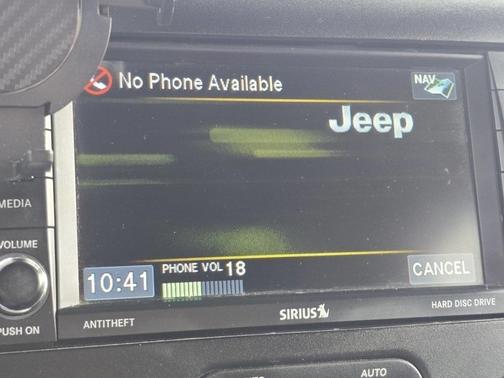 No Phone Available
NAV
Jeep
MEDIA
VOLUME
PUSH ON
10:41
PHONE VOL 18
CANCEL
ANTITHEFT
SIRIUS
HARD DISC DRIVE
AUTO